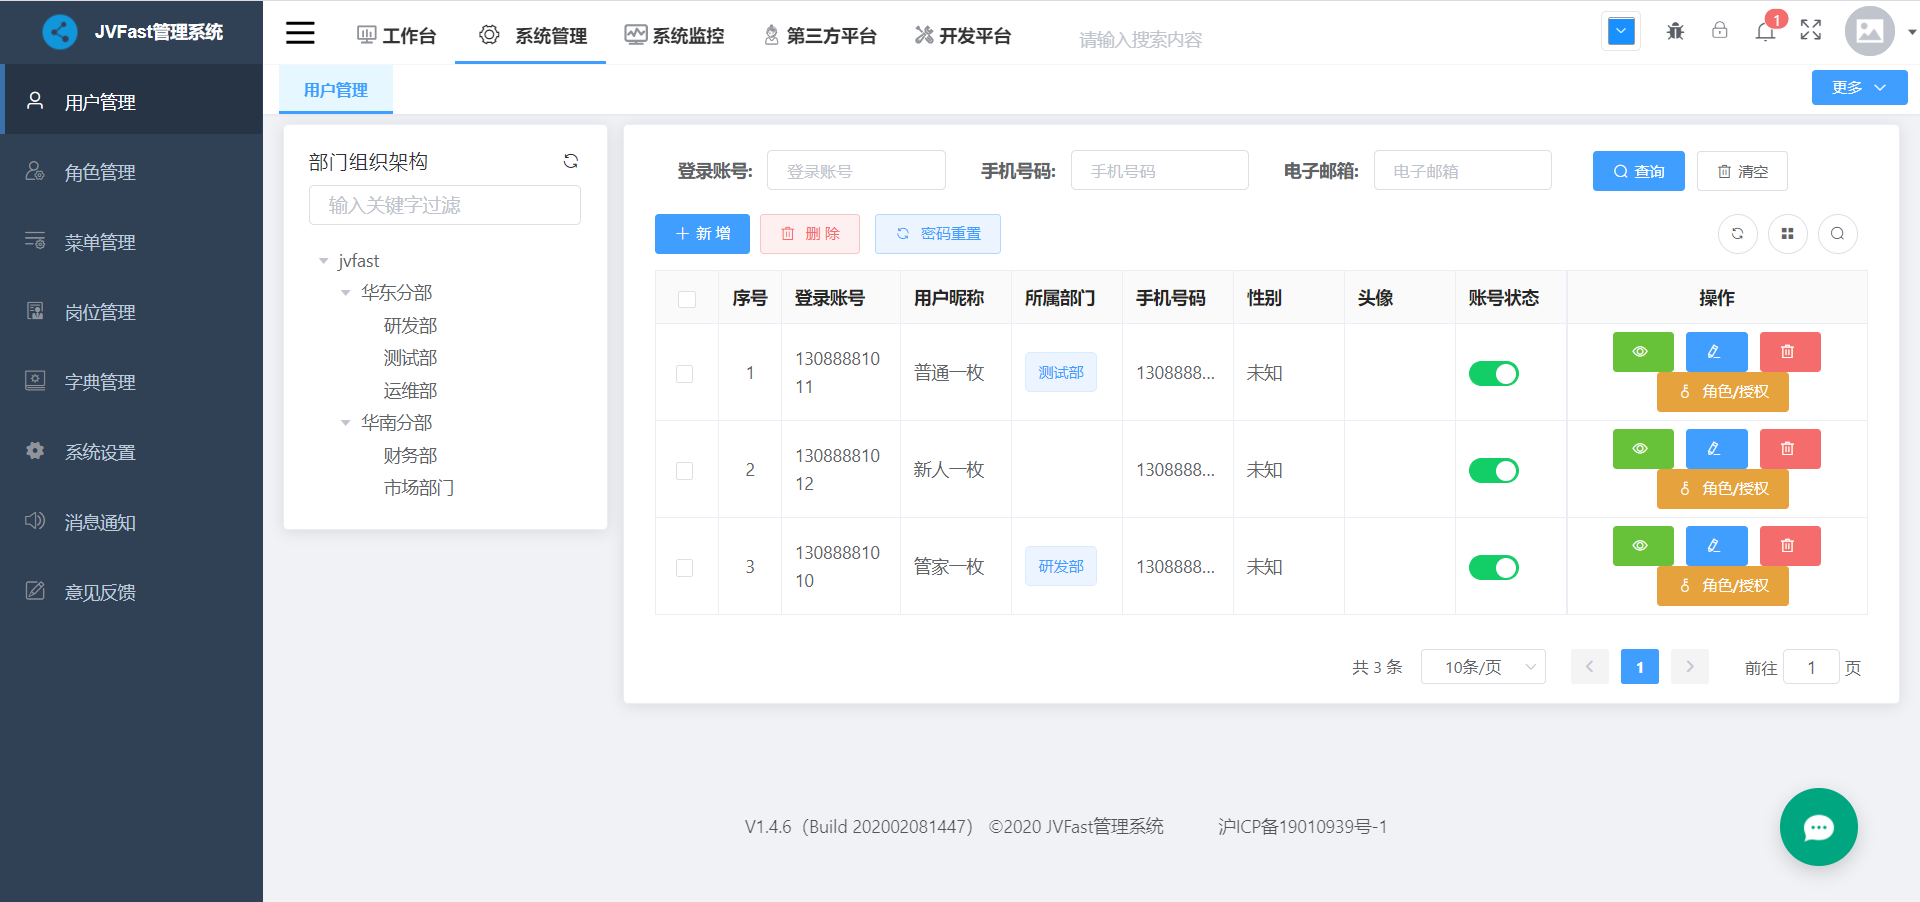 JVFast管理系统
工作台
系统管理
系统监控
第三方平台
开发平台
请输入搜索内容
1
用户管理
更多
用户管理
角色管理
菜单管理
岗位管理
字典管理
系统设置
消息通知
意见反馈
部门组织架构
输入关键字过滤
jvfast
华东分部
研发部
测试部
运维部
华南分部
财务部
市场部门
登录账号: 登录账号
手机号码: 手机号码
电子邮箱: 电子邮箱
查询
清空
新 增
删 除
密码重置
序号 登录账号 用户昵称 所属部门 手机号码 性别 头像 账号状态 操作
1 130888810
11 普通一枚 测试部 1308888... 未知
角色/授权
2 130888810
12 新人一枚 1308888... 未知
角色/授权
3 130888810
10 管家一枚 研发部 1308888... 未知
角色/授权
共 3 条 10条/页 1 前往 1 页
V1.4.6（Build 202002081447） ©2020 JVFast管理系统 沪ICP备19010939号-1